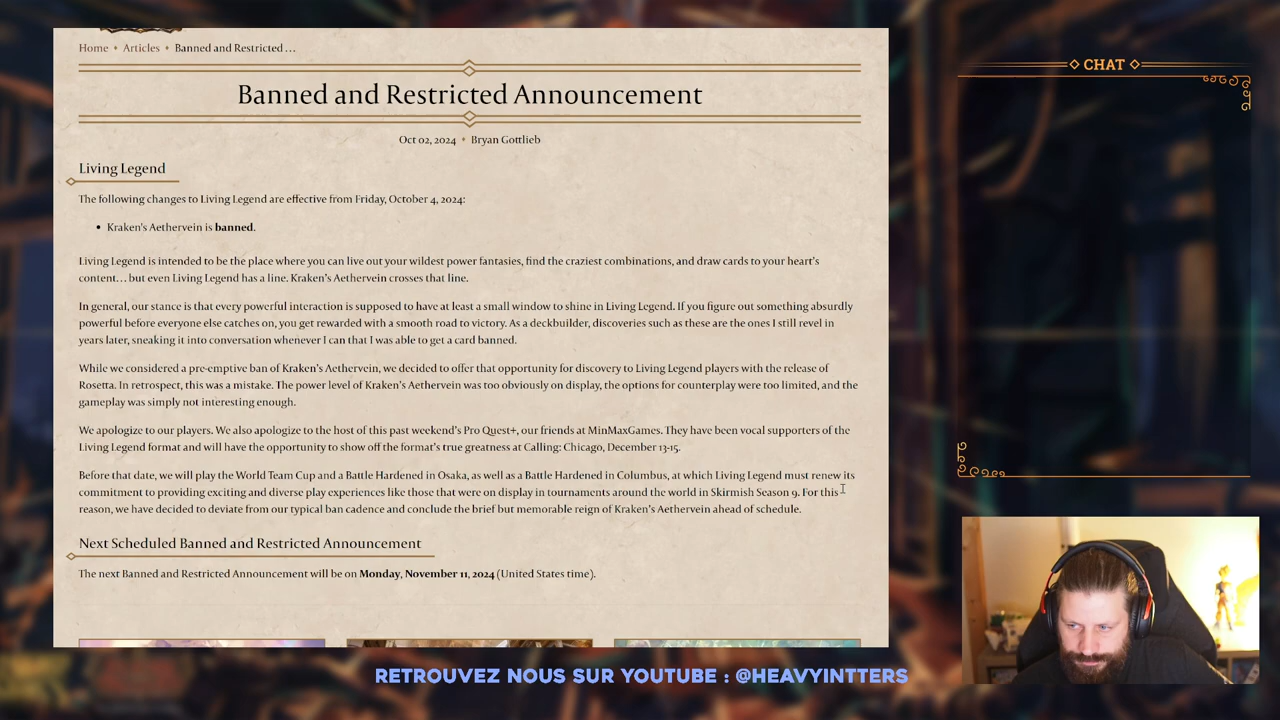 Home ♦ Articles ♦ Banned and Restricted ...
CHAT
Banned and Restricted Announcement
Oct 02, 2024 ♦ Bryan Gottlieb
Living Legend
The following changes to Living Legend are effective from Friday, October 4, 2024:
• Kraken's Aethervein is banned.
Living Legend is intended to be the place where you can live out your wildest power fantasies, find the craziest combinations, and draw cards to your heart's
content… but even Living Legend has a line. Kraken's Aethervein crosses that line.
In general, our stance is that every powerful interaction is supposed to have at least a small window to shine in Living Legend. If you figure out something absurdly
powerful before everyone else catches on, you get rewarded with a smooth road to victory. As a deckbuilder, discoveries such as these are the ones I still revel in
years later, sneaking it into conversation whenever I can that I was able to get a card banned.
While we considered a pre-emptive ban of Kraken's Aethervein, we decided to offer that opportunity for discovery to Living Legend players with the release of
Rosetta. In retrospect, this was a mistake. The power level of Kraken's Aethervein was too obviously on display, the options for counterplay were too limited, and the
gameplay was simply not interesting enough.
We apologize to our players. We also apologize to the host of this past weekend's Pro Quest+, our friends at MinMaxGames. They have been vocal supporters of the
Living Legend format and will have the opportunity to show off the format's true greatness at Calling: Chicago, December 13-15.
Before that date, we will play the World Team Cup and a Battle Hardened in Osaka, as well as a Battle Hardened in Columbus, at which Living Legend must renew its
commitment to providing exciting and diverse play experiences like those that were on display in tournaments around the world in Skirmish Season 9. For this
reason, we have decided to deviate from our typical ban cadence and conclude the brief but memorable reign of Kraken's Aethervein ahead of schedule.
Next Scheduled Banned and Restricted Announcement
The next Banned and Restricted Announcement will be on Monday, November 11, 2024 (United States time).
RETROUVEZ NOUS SUR YOUTUBE : @HEAVYINTTERS